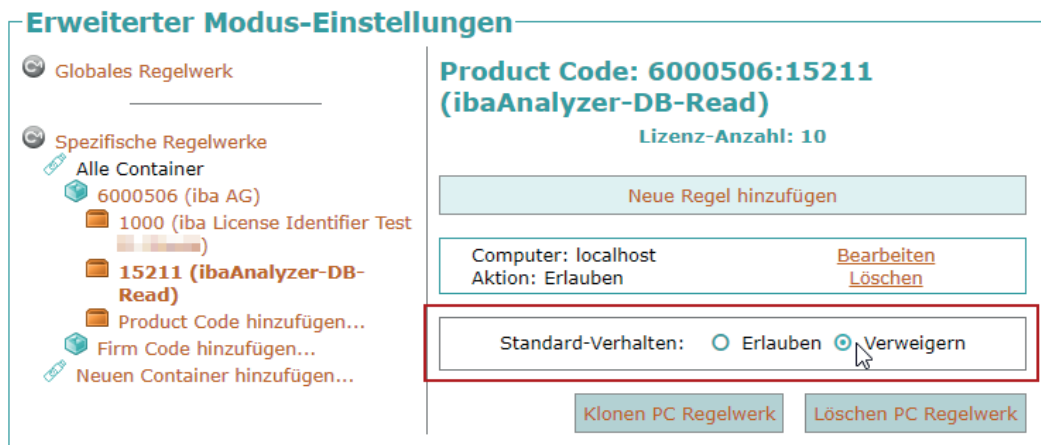 Erweiterter Modus-Einstellungen
Globales Regelwerk
Spezifische Regelwerke
Alle Container
6000506 (iba AG)
1000 (iba License Identifier Test
)
15211 (ibaAnalyzer-DB-
Read)
Product Code hinzufügen...
Firm Code hinzufügen...
Neuen Container hinzufügen...
Product Code: 6000506:15211
(ibaAnalyzer-DB-Read)
Lizenz-Anzahl: 10
Neue Regel hinzufügen
Computer: localhost Bearbeiten
Aktion: Erlauben Löschen
Standard-Verhalten: Erlauben Verweigern
Klonen PC Regelwerk Löschen PC Regelwerk